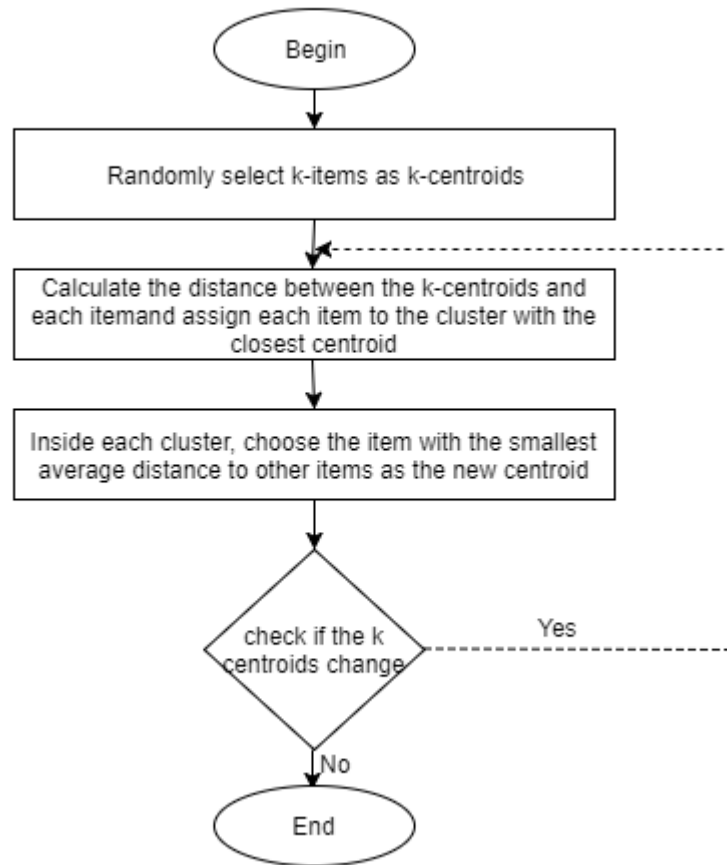 Begin
Randomly select k-items as k-centroids
Calculate the distance between the k-centroids and
each itemand assign each item to the cluster with the
closest centroid
Inside each cluster, choose the item with the smallest
average distance to other items as the new centroid
check if the k
centroids change
Yes
No
End